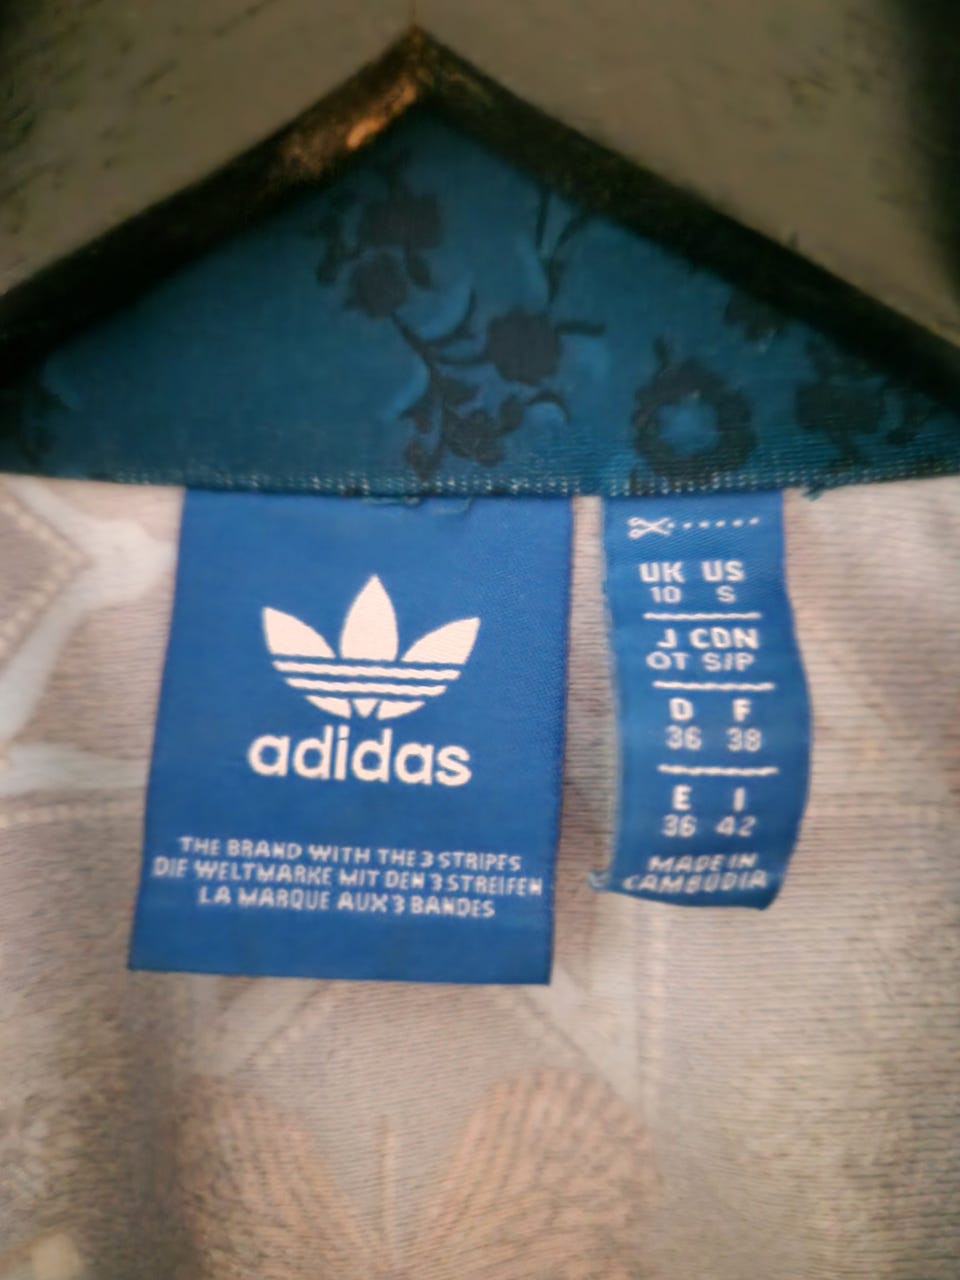 adidas
THE BRAND WITH THE 3 STRIPES
DIE WELTMARKE MIT DEN 3 STREIFEN
LA MARQUE AUX 3 BANDES
UK US
10 S
J CDN
OT S/P
D F
36 38
E I
36 42
MADE IN
CAMBODIA